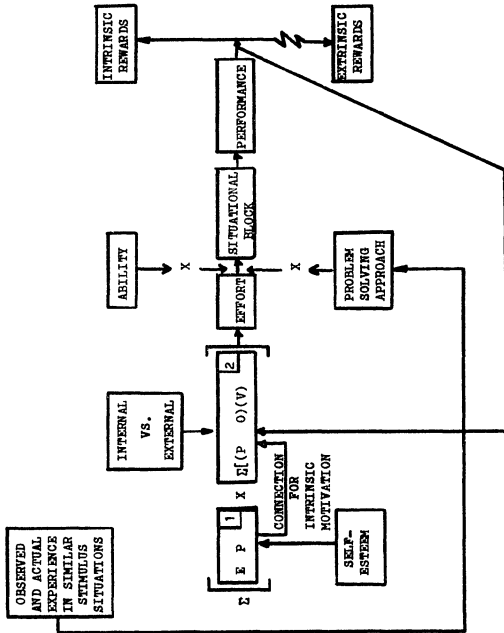 OBSERVED
AND ACTUAL
EXPERIENCE
IN SIMILAR
STIMULUS
SITUATIONS
INTERNAL
VS.
EXTERNAL
ABILITY
X
INTRINSIC
REWARDS
Σ
[
E P
1
X
Σ[(P O)(V)
2
]
EFFORT
SITUATIONAL
BLOCK
PERFORMANCE
CONNECTION
FOR
INTRINSIC
MOTIVATION
SELF-
ESTEEM
X
PROBLEM
SOLVING
APPROACH
EXTRINSIC
REWARDS